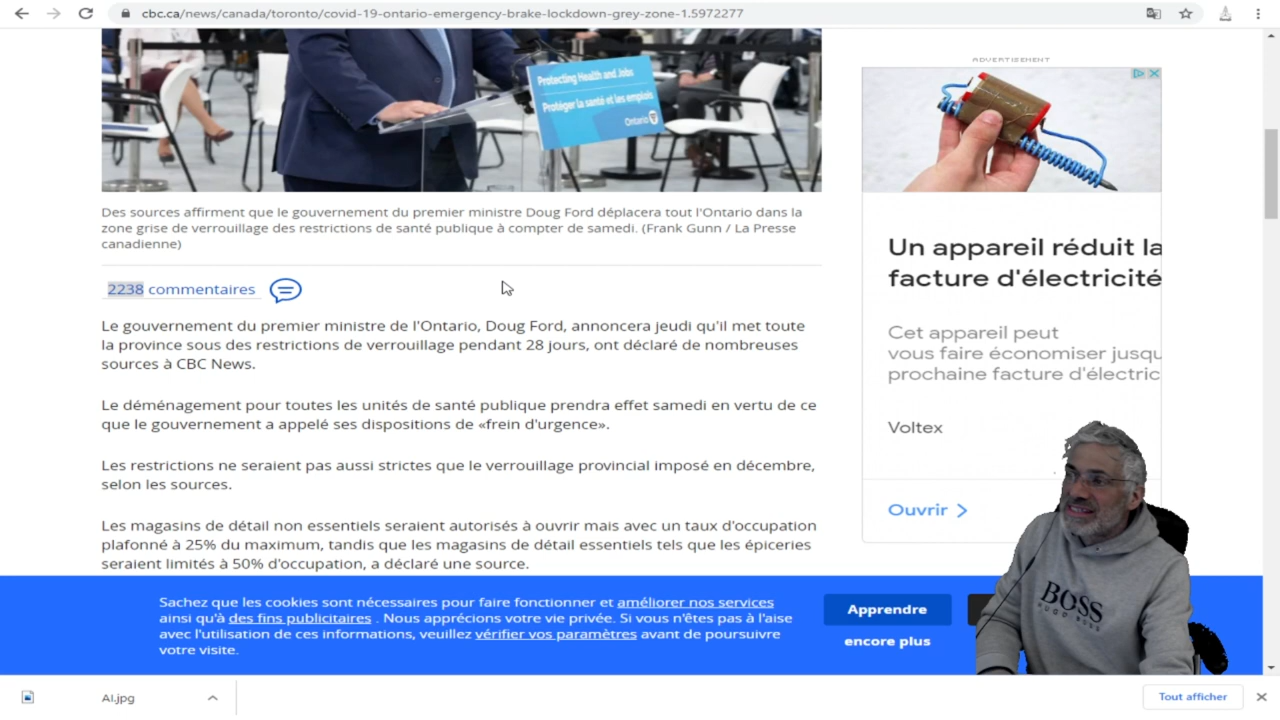 cbc.ca/news/canada/toronto/covid-19-ontario-emergency-brake-lockdown-grey-zone-1.5972277
Protecting Health and Jobs
Protéger la santé et les emplois
Ontario
ADVERTISEMENT
Un appareil réduit la
facture d'électricité
Cet appareil peut
vous faire économiser jusqu
prochaine facture d'électric
Voltex
Ouvrir
Des sources affirment que le gouvernement du premier ministre Doug Ford déplacera tout l'Ontario dans la
zone grise de verrouillage des restrictions de santé publique à compter de samedi. (Frank Gunn / La Presse
canadienne)
2238 commentaires
Le gouvernement du premier ministre de l'Ontario, Doug Ford, annoncera jeudi qu'il met toute
la province sous des restrictions de verrouillage pendant 28 jours, ont déclaré de nombreuses
sources à CBC News.
Le déménagement pour toutes les unités de santé publique prendra effet samedi en vertu de ce
que le gouvernement a appelé ses dispositions de «frein d'urgence».
Les restrictions ne seraient pas aussi strictes que le verrouillage provincial imposé en décembre,
selon les sources.
Les magasins de détail non essentiels seraient autorisés à ouvrir mais avec un taux d'occupation
plafonné à 25% du maximum, tandis que les magasins de détail essentiels tels que les épiceries
seraient limités à 50% d'occupation, a déclaré une source.
Sachez que les cookies sont nécessaires pour faire fonctionner et améliorer nos services
ainsi qu'à des fins publicitaires . Nous apprécions votre vie privée. Si vous n'êtes pas à l'aise
avec l'utilisation de ces informations, veuillez vérifier vos paramètres avant de poursuivre
votre visite.
Apprendre
encore plus
BOSS
HUGO BOSS
AI.jpg
Tout afficher